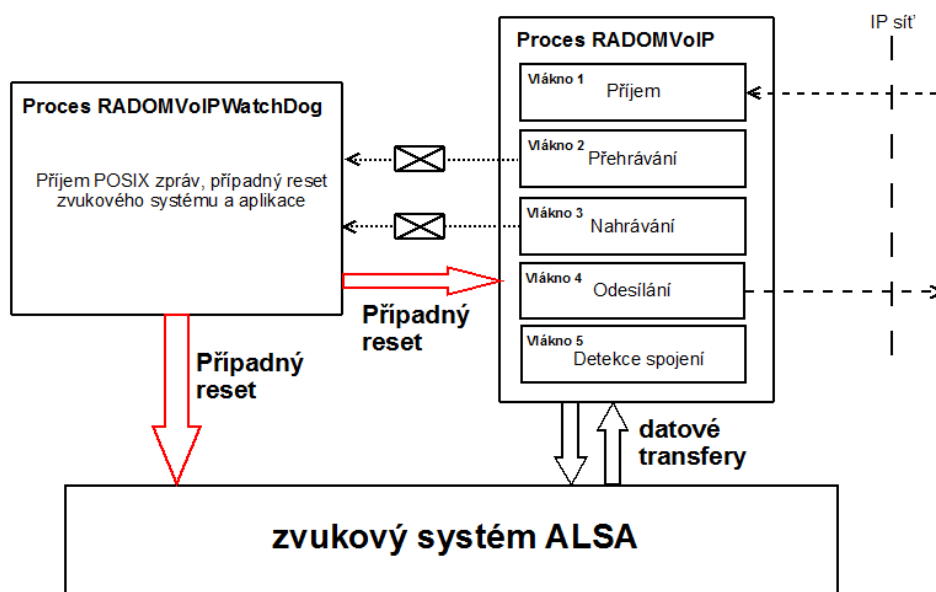 IP síť
Proces RADOMVoIP
Vlákno 1
Příjem
Vlákno 2
Přehrávání
Vlákno 3
Nahrávání
Vlákno 4
Odesílání
Vlákno 5
Detekce spojení
Proces RADOMVoIPWatchDog
Příjem POSIX zpráv, případný reset
zvukového systému a aplikace
Případný
reset
Případný
reset
datové
transfery
zvukový systém ALSA